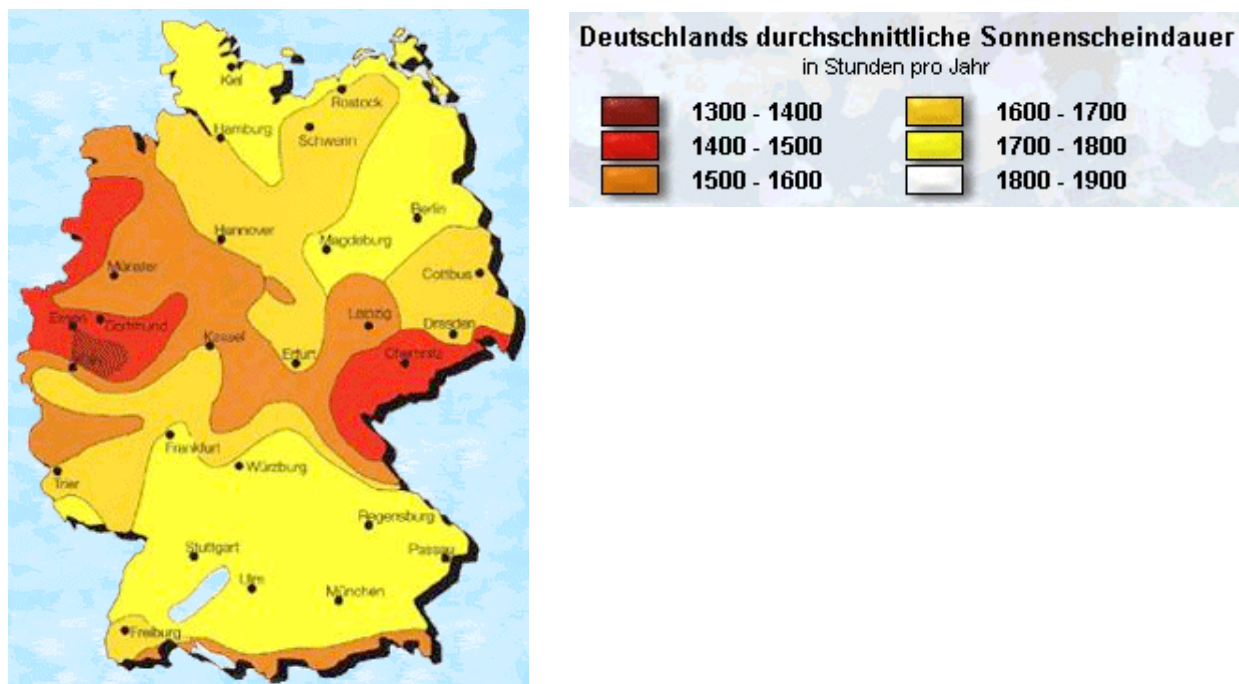 Kiel
Rostock
Hamburg
Schwerin
Berlin
Hannover
Magdeburg
Münster
Cottbus
Essen
Dortmund
Leipzig
Kassel
Dresden
Erfurt
Chemnitz
Köln
Frankfurt
Würzburg
Trier
Regensburg
Stuttgart
Passau
Ulm
München
Freiburg
Deutschlands durchschnittliche Sonnenscheindauer
in Stunden pro Jahr
1300 - 1400
1600 - 1700
1400 - 1500
1700 - 1800
1500 - 1600
1800 - 1900